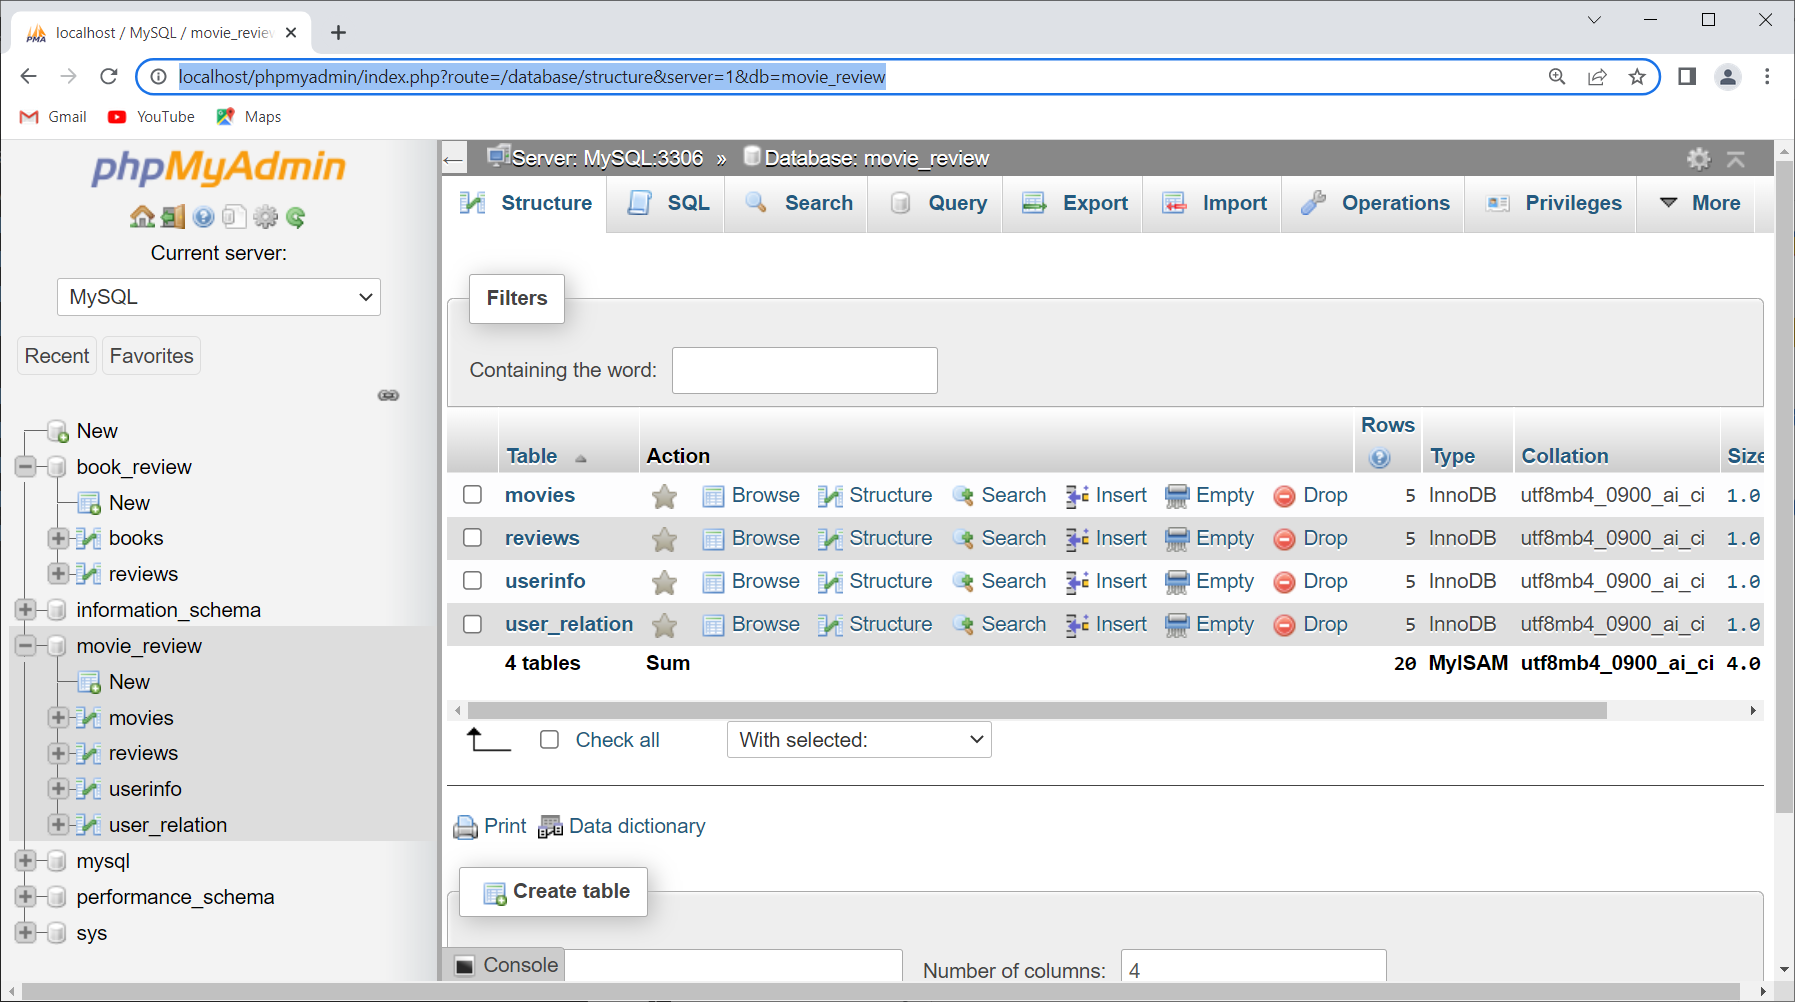 localhost / MySQL / movie_review
localhost/phpmyadmin/index.php?route=/database/structure&server=1&db=movie_review
Gmail YouTube Maps
phpMyAdmin
Current server:
MySQL
Recent Favorites
New
book_review
New
books
reviews
information_schema
movie_review
New
movies
reviews
userinfo
user_relation
mysql
performance_schema
sys
Server: MySQL:3306 » Database: movie_review
Structure SQL Search Query Export Import Operations Privileges More
Filters
Containing the word:
Table Action Rows Type Collation Size
movies Browse Structure Search Insert Empty Drop 5 InnoDB utf8mb4_0900_ai_ci 1.0
reviews Browse Structure Search Insert Empty Drop 5 InnoDB utf8mb4_0900_ai_ci 1.0
userinfo Browse Structure Search Insert Empty Drop 5 InnoDB utf8mb4_0900_ai_ci 1.0
user_relation Browse Structure Search Insert Empty Drop 5 InnoDB utf8mb4_0900_ai_ci 1.0
4 tables Sum 20 MyISAM utf8mb4_0900_ai_ci 4.0
Check all With selected:
Print Data dictionary
Create table
Console Number of columns: 4